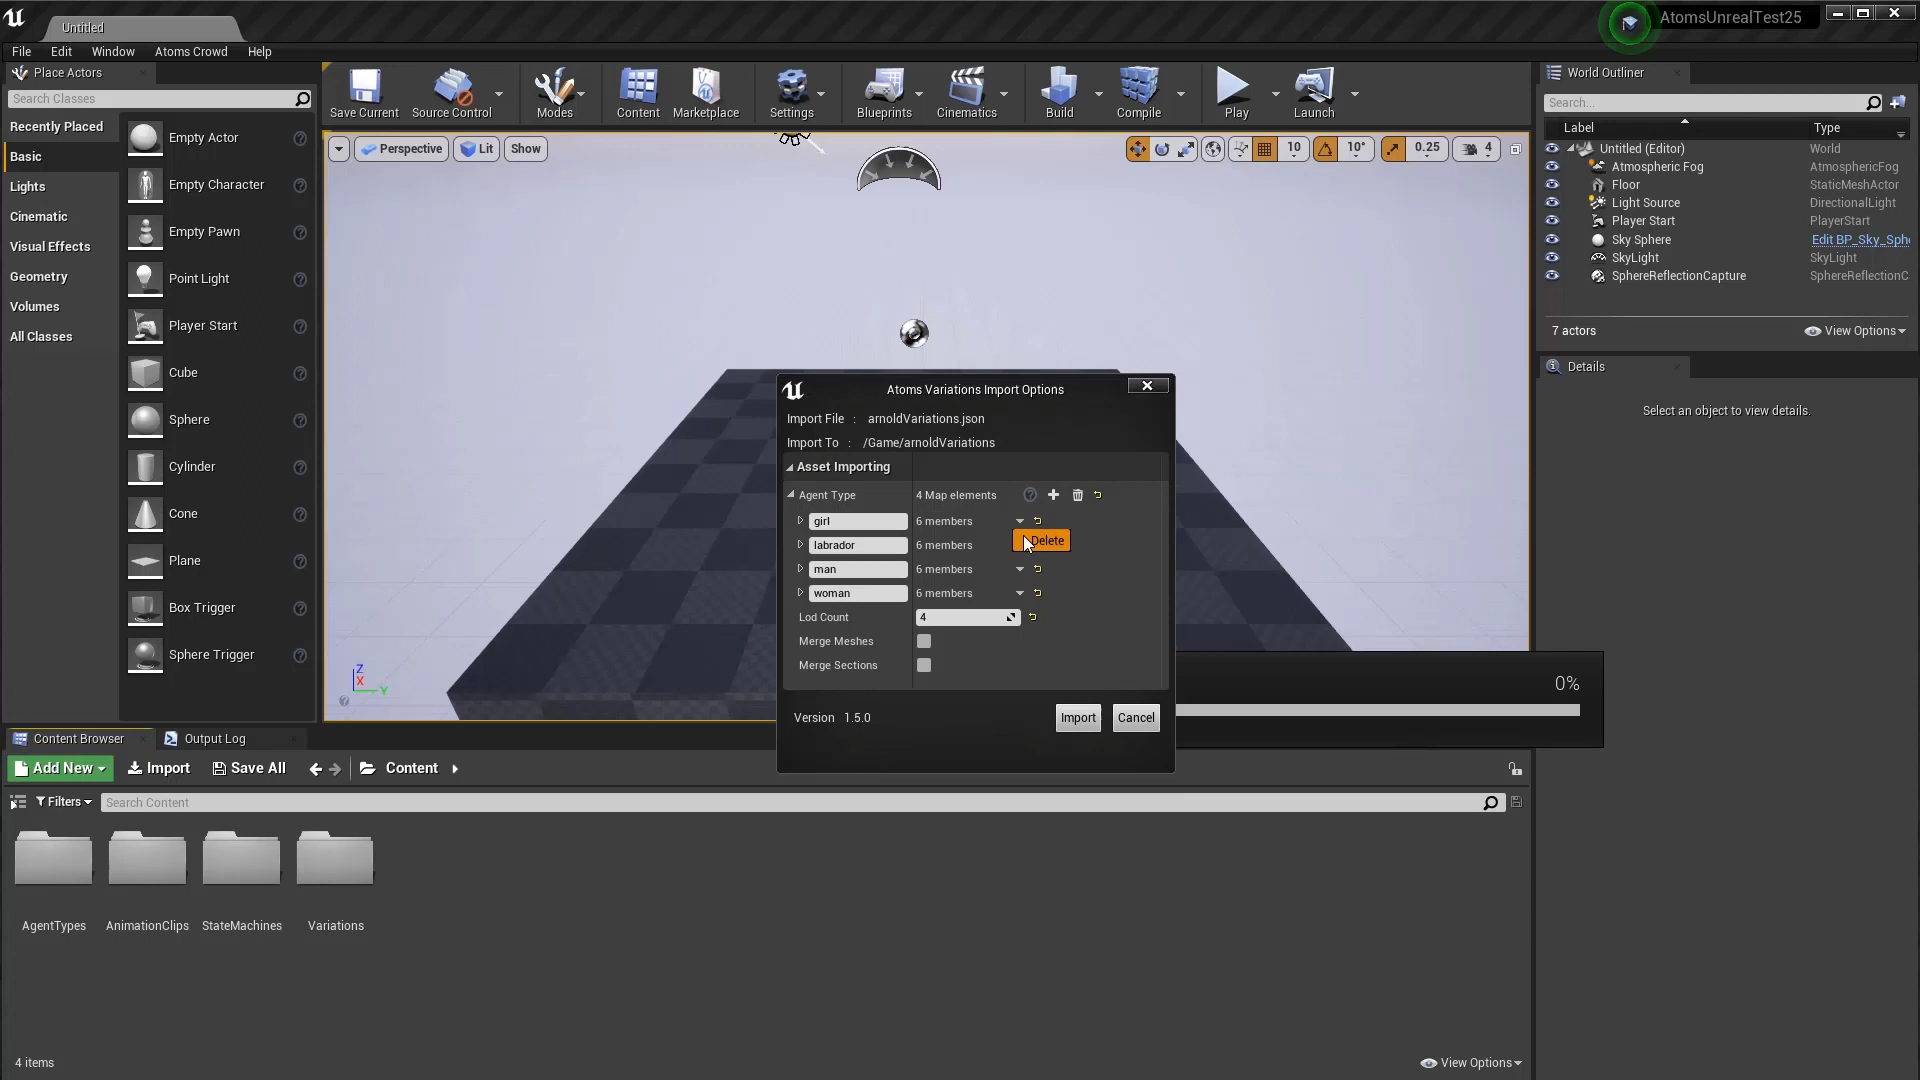 Untitled
AtomsUnrealTest25
File Edit Window Atoms Crowd Help
Place Actors
Search Classes
Recently Placed
Basic
Lights
Cinematic
Visual Effects
Geometry
Volumes
All Classes
Empty Actor
Empty Character
Empty Pawn
Point Light
Player Start
Cube
Sphere
Cylinder
Cone
Plane
Box Trigger
Sphere Trigger
Save Current Source Control Modes Content Marketplace Settings Blueprints Cinematics Build Compile Play Launch
Perspective Lit Show
10 10° 0.25 4
Z
X
Y
World Outliner
Search...
Label Type
Untitled (Editor) World
Atmospheric Fog AtmosphericFog
Floor StaticMeshActor
Light Source DirectionalLight
Player Start PlayerStart
Sky Sphere Edit BP_Sky_Sph
SkyLight SkyLight
SphereReflectionCapture SphereReflectionC
7 actors View Options
Details
Select an object to view details.
Atoms Variations Import Options
Import File : arnoldVariations.json
Import To : /Game/arnoldVariations
Asset Importing
Agent Type 4 Map elements
girl 6 members
Delete
labrador 6 members
man 6 members
woman 6 members
Lod Count 4
Merge Meshes
Merge Sections
Version 1.5.0 Import Cancel
0%
Content Browser Output Log
Add New Import Save All Content
Filters Search Content
AgentTypes AnimationClips StateMachines Variations
4 items View Options